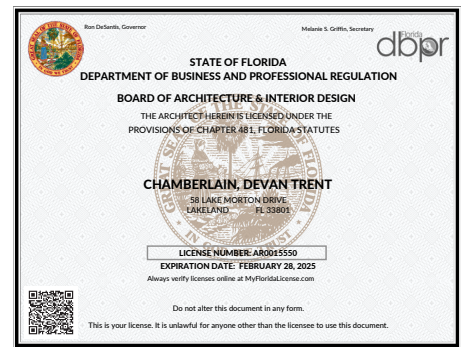 Ron DeSantis, Governor
Melanie S. Griffin, Secretary
Florida
dbpr
STATE OF FLORIDA
DEPARTMENT OF BUSINESS AND PROFESSIONAL REGULATION
BOARD OF ARCHITECTURE & INTERIOR DESIGN
THE ARCHITECT HEREIN IS LICENSED UNDER THE
PROVISIONS OF CHAPTER 481, FLORIDA STATUTES
CHAMBERLAIN, DEVAN TRENT
58 LAKE MORTON DRIVE
LAKELAND FL 33801
LICENSE NUMBER: AR0015550
EXPIRATION DATE: FEBRUARY 28, 2025
Always verify licenses online at MyFloridaLicense.com
Do not alter this document in any form.
This is your license. It is unlawful for anyone other than the licensee to use this document.